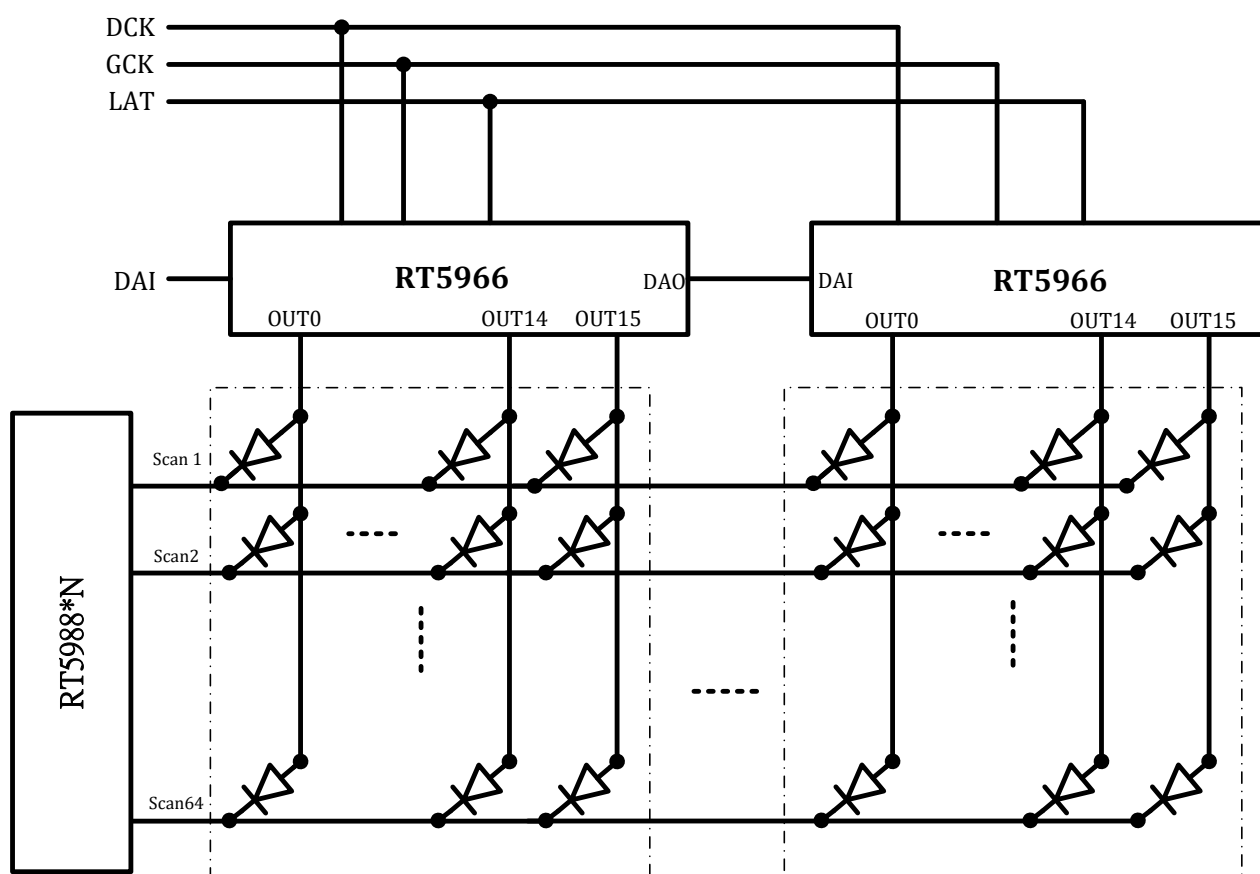 DCK
GCK
LAT
DAI
RT5966
DAO
OUT0
OUT14
OUT15
DAI
RT5966
OUT0
OUT14
OUT15
RT5988*N
Scan 1
Scan2
Scan64